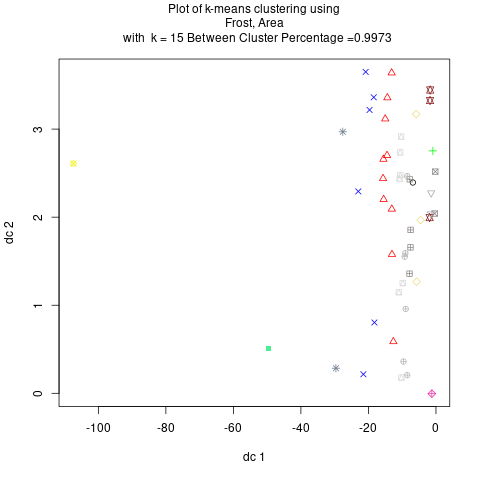 Plot of k-means clustering using
Frost, Area
with k = 15 Between Cluster Percentage =0.9973
3
2
1
0
dc 2
-100
-80
-60
-40
-20
0
dc 1